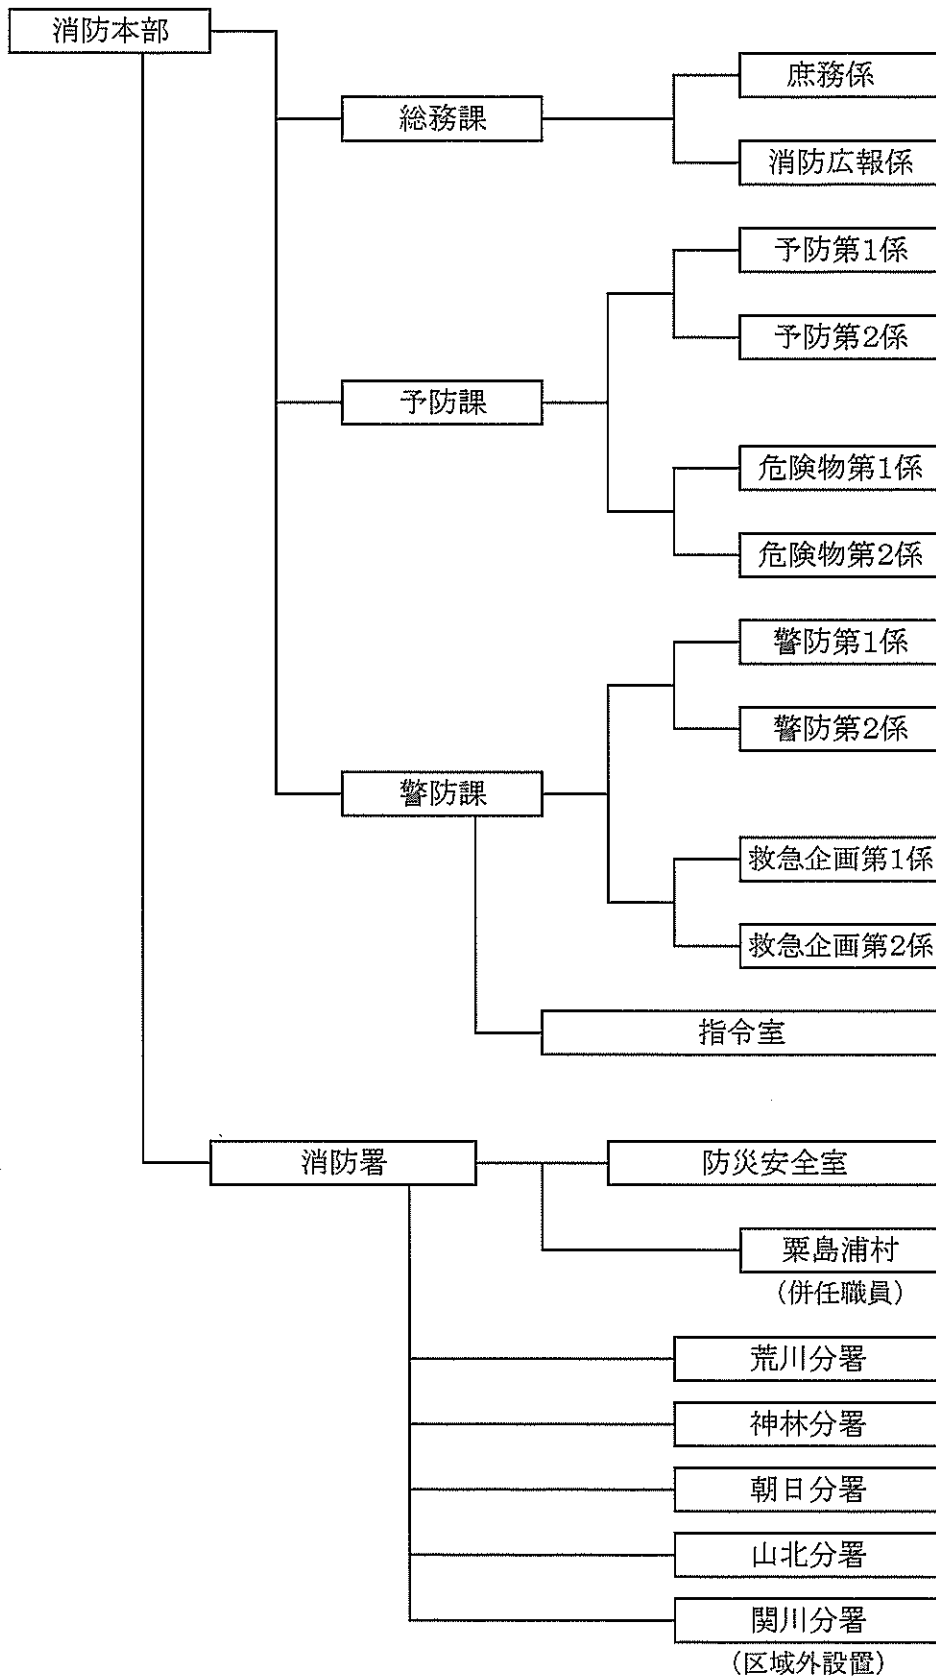 消防本部
総務課
庶務係
消防広報係
予防第1係
予防第2係
予防課
危険物第1係
危険物第2係
警防第1係
警防第2係
警防課
救急企画第1係
救急企画第2係
指令室
消防署
防災安全室
粟島浦村
(併任職員)
荒川分署
神林分署
朝日分署
山北分署
関川分署
(区域外設置)